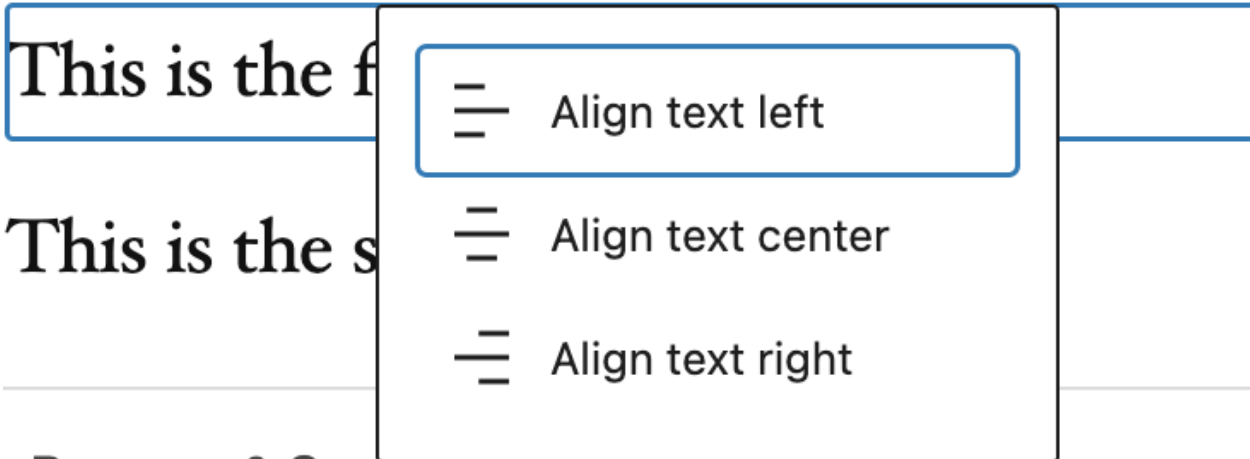 This is the f
Align text left
Align text center
This is the s
Align text right